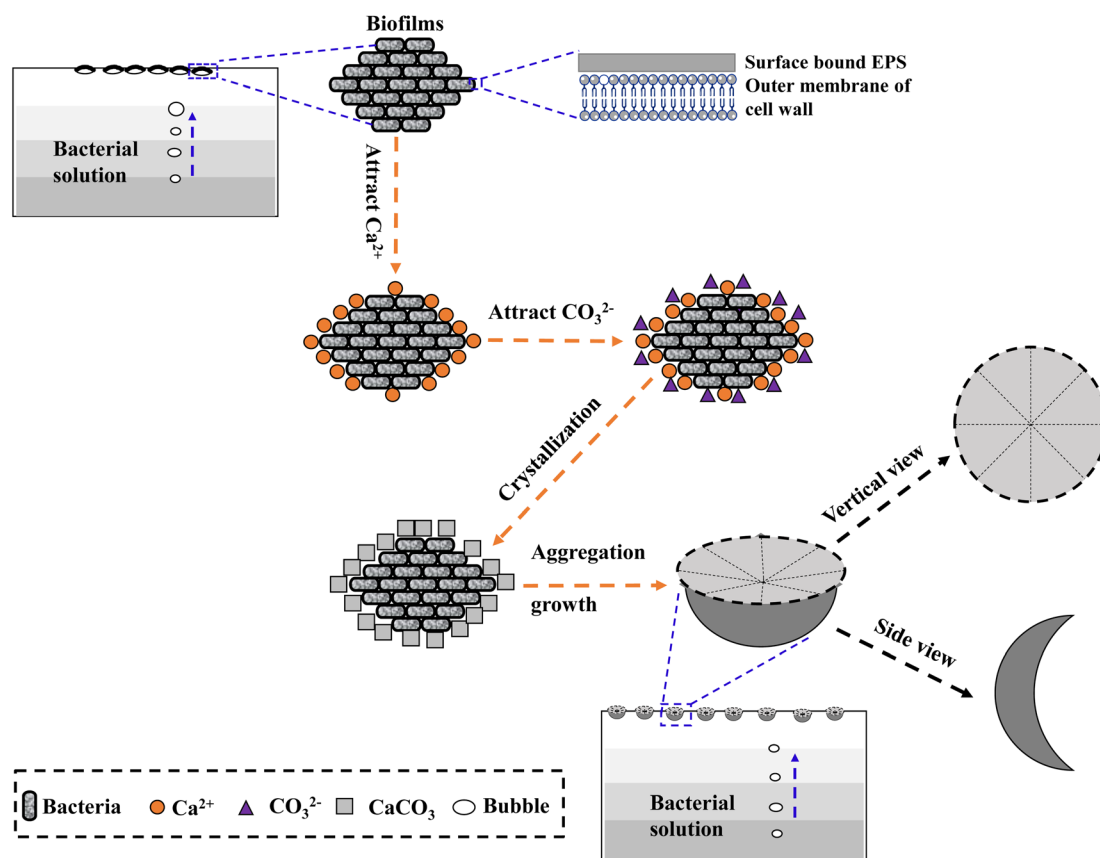 Biofilms
Surface bound EPS
Outer membrane of
cell wall
Bacterial
solution
Attract Ca²⁺
Attract CO₃²⁻
Crystallization
Vertical view
Aggregation
growth
Side view
Bacterial
solution
Bacteria
Ca²⁺
CO₃²⁻
CaCO₃
Bubble